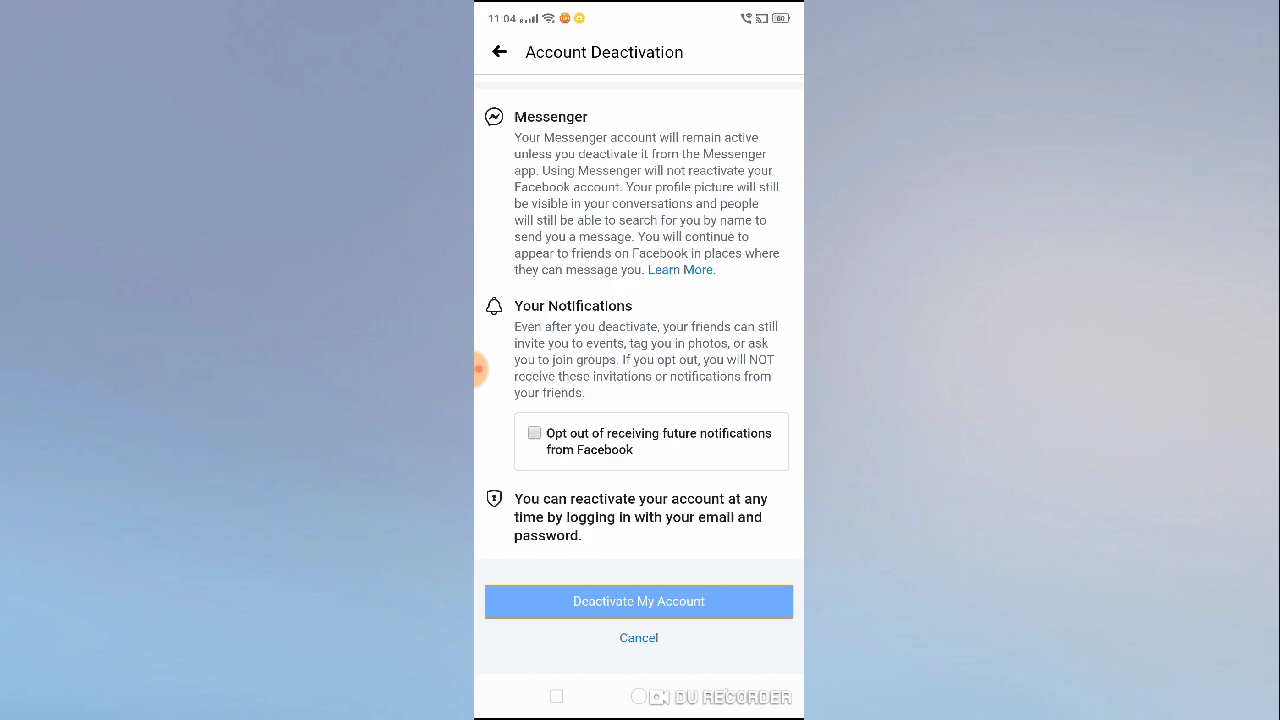 11:04
60
Account Deactivation
Messenger
Your Messenger account will remain active
unless you deactivate it from the Messenger
app. Using Messenger will not reactivate your
Facebook account. Your profile picture will still
be visible in your conversations and people
will still be able to search for you by name to
send you a message. You will continue to
appear to friends on Facebook in places where
they can message you. Learn More.
Your Notifications
Even after you deactivate, your friends can still
invite you to events, tag you in photos, or ask
you to join groups. If you opt out, you will NOT
receive these invitations or notifications from
your friends.
Opt out of receiving future notifications
from Facebook
You can reactivate your account at any
time by logging in with your email and
password.
Deactivate My Account
Cancel
DU RECORDER